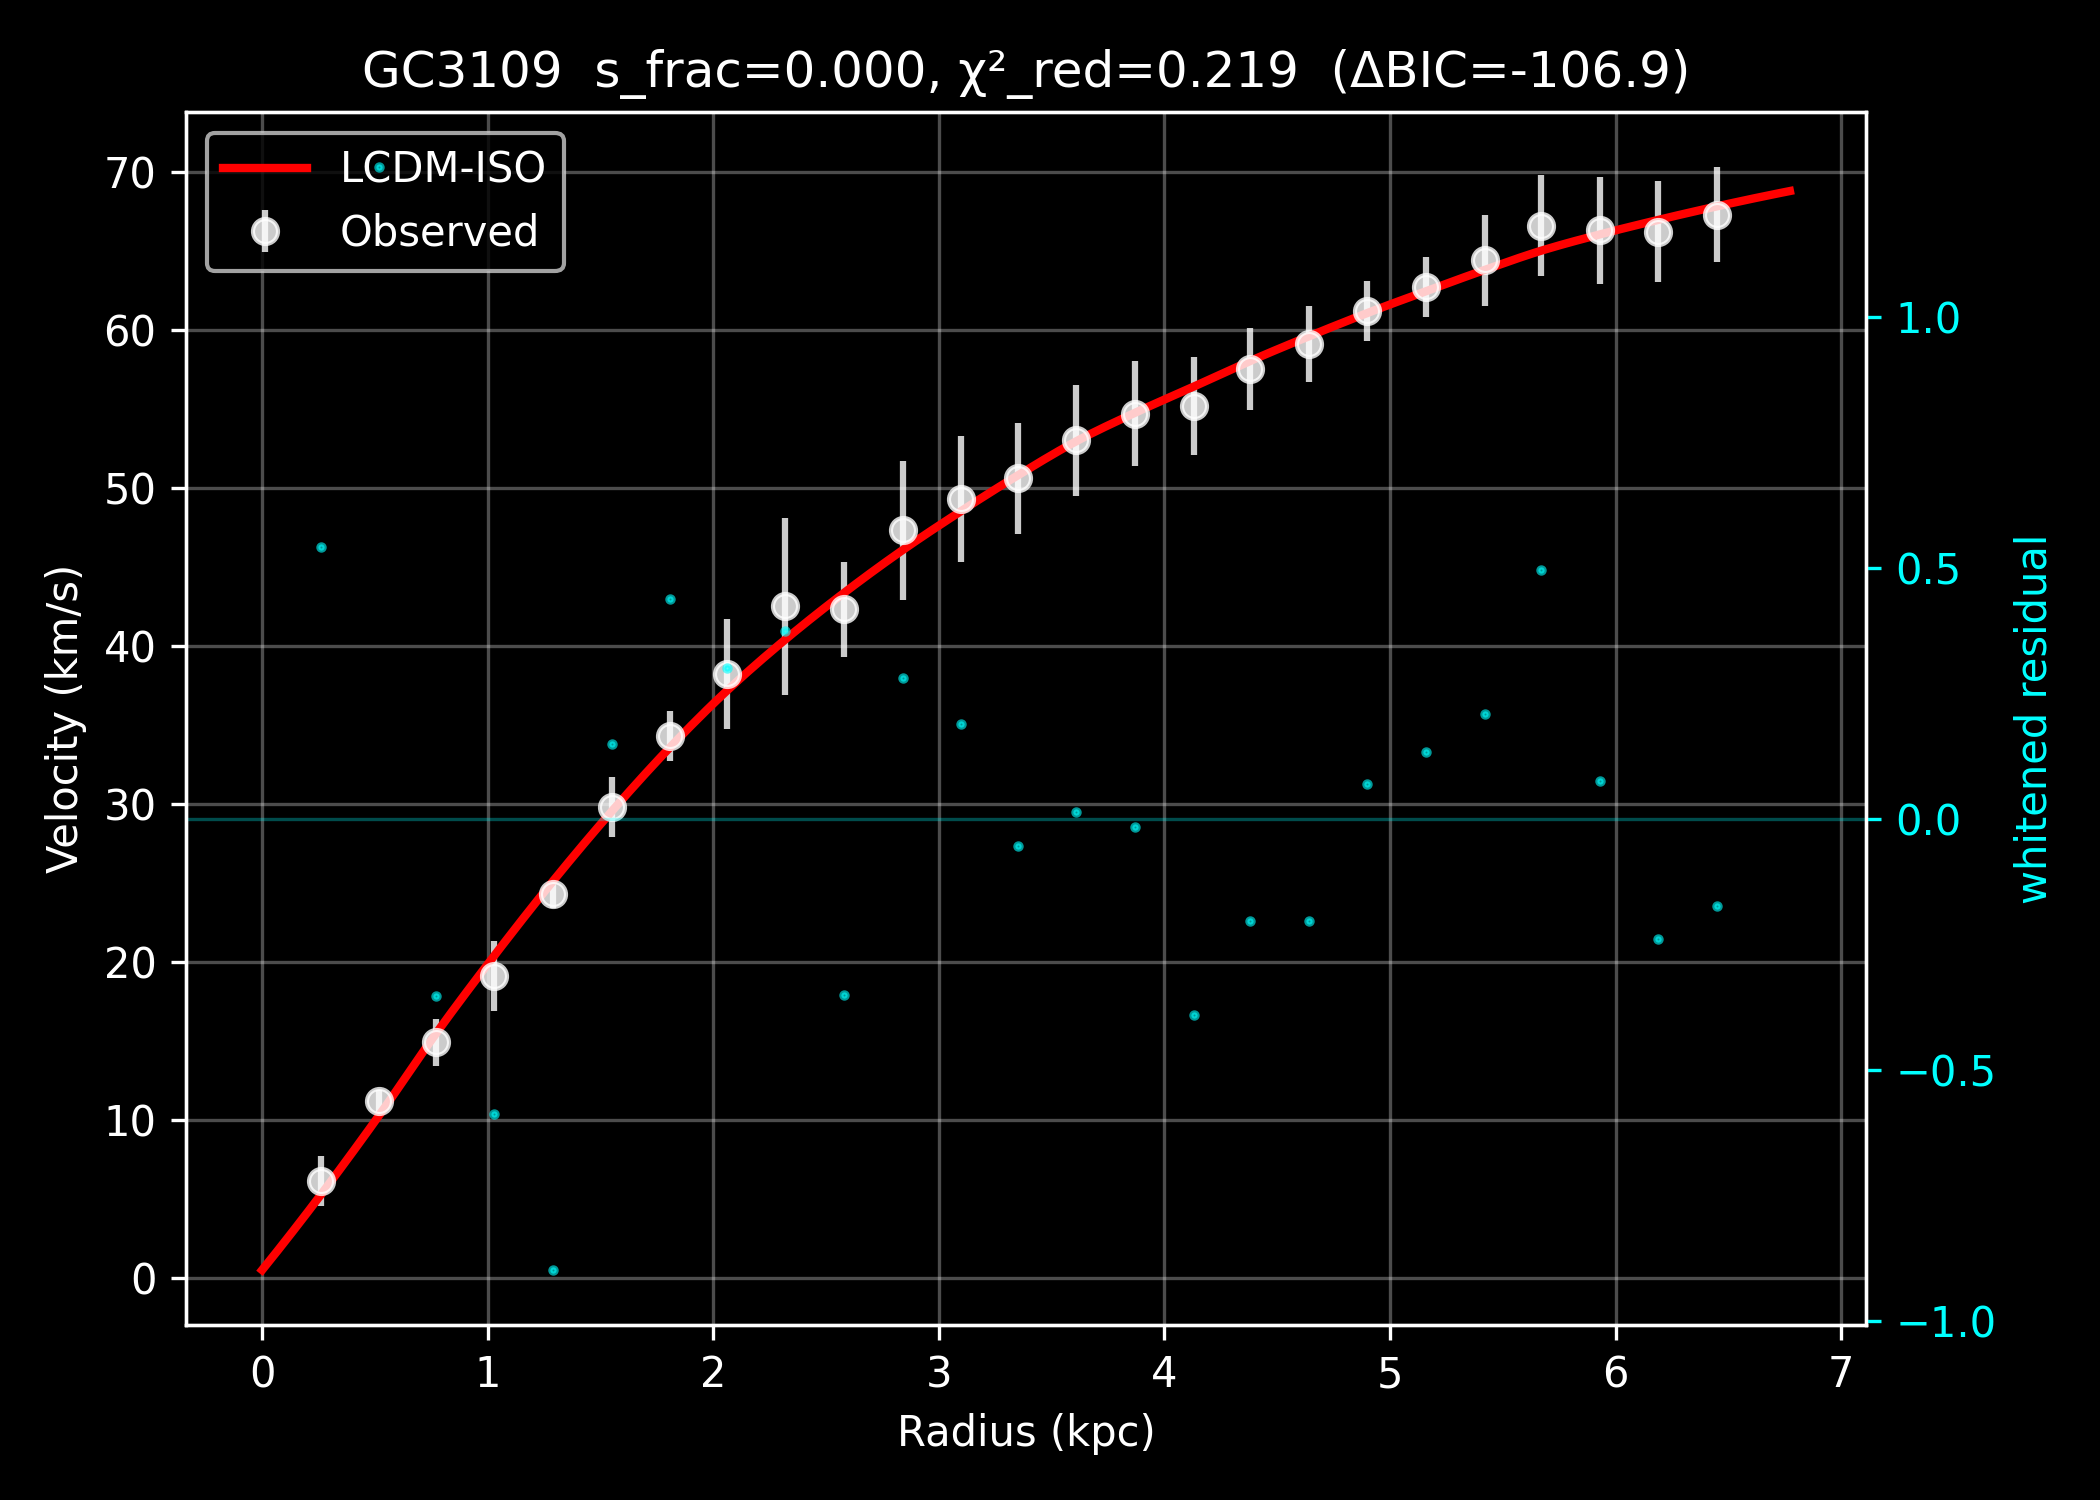 GC3109  s_frac=0.000, χ²_red=0.219  (ΔBIC=-106.9)
LCDM-ISO
Observed
70
60
50
40
30
20
10
0
Velocity (km/s)
1.0
0.5
0.0
−0.5
−1.0
whitened residual
0 1 2 3 4 5 6 7
Radius (kpc)